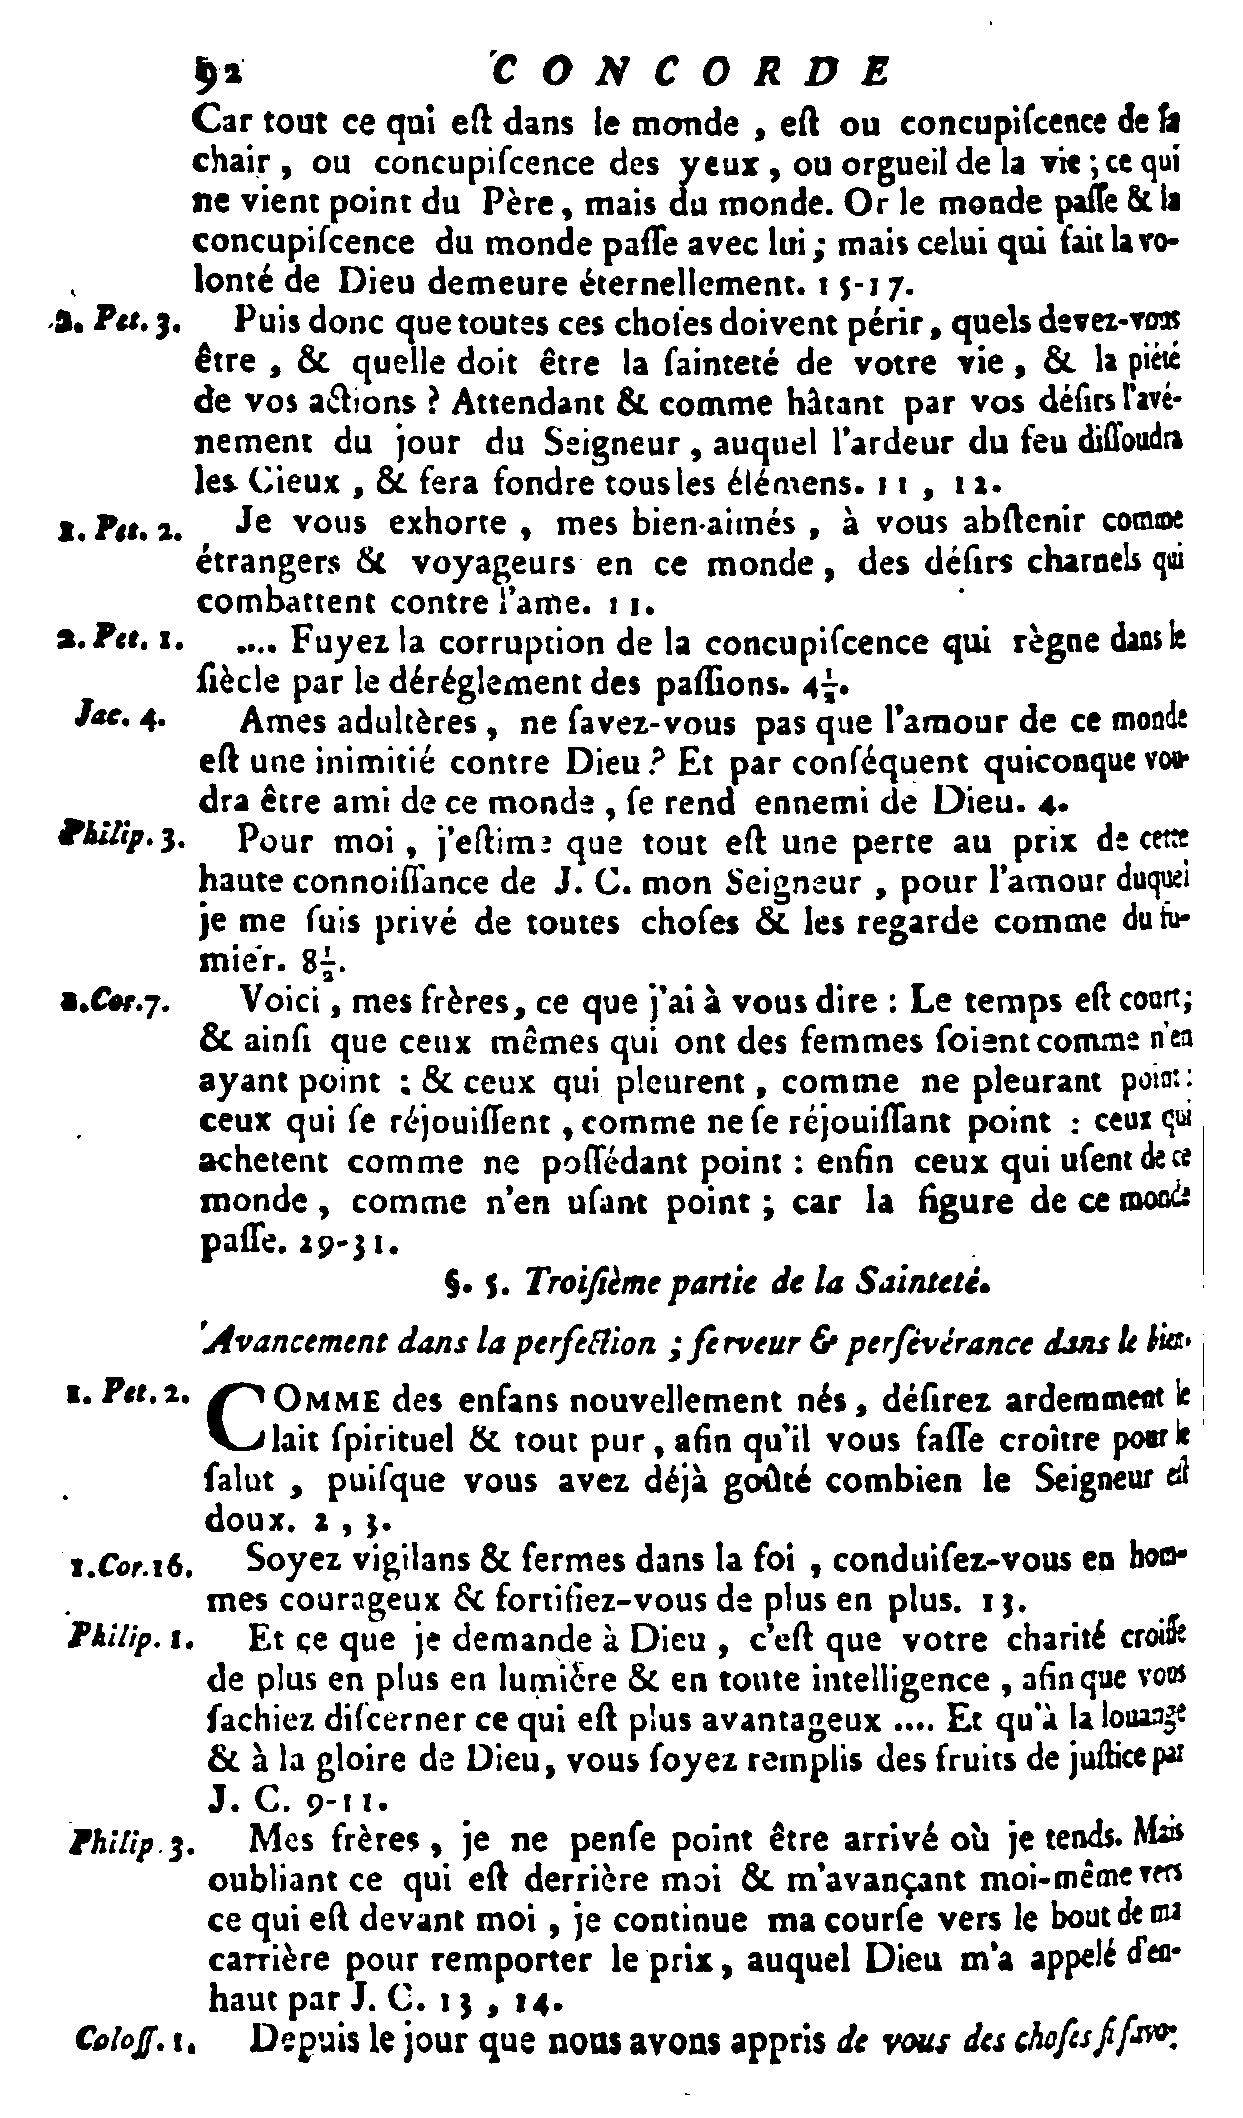 92 CONCORDE
Car tout ce qui eſt dans le monde , eſt ou concupiſcence de la
chair , ou concupiſcence des yeux , ou orgueil de la vie ; ce qui
ne vient point du Père , mais du monde. Or le monde paſſe & la
concupiſcence du monde paſſe avec lui ; mais celui qui fait la vo-
lonté de Dieu demeure éternellement. 15-17.
2. Pet. 3. Puis donc que toutes ces choſes doivent périr , quels devez-vous
être , & quelle doit être la ſainteté de votre vie , & la piété
de vos actions ? Attendant & comme hâtant par vos déſirs l'avé-
nement du jour du Seigneur , auquel l'ardeur du feu diſſoudra
les Cieux , & fera fondre tous les élémens. 11 , 12.
1. Pet. 2. Je vous exhorte , mes bien-aimés , à vous abſtenir comme
étrangers & voyageurs en ce monde , des déſirs charnels qui
combattent contre l'ame. 11.
2. Pet. 1. .... Fuyez la corruption de la concupiſcence qui règne dans le
ſiècle par le déréglement des paſſions. 4½.
Jac. 4. Ames adultères , ne ſavez-vous pas que l'amour de ce monde
eſt une inimitié contre Dieu ? Et par conſéquent quiconque vou-
dra être ami de ce monde , ſe rend ennemi de Dieu. 4.
Philip. 3. Pour moi , j'eſtime que tout eſt une perte au prix de cette
haute connoiſſance de J. C. mon Seigneur , pour l'amour duquel
je me ſuis privé de toutes choſes & les regarde comme du fu-
mier. 8½.
1. Cor. 7. Voici , mes frères , ce que j'ai à vous dire : Le temps eſt court ;
& ainſi que ceux mêmes qui ont des femmes ſoient comme n'en
ayant point : & ceux qui pleurent , comme ne pleurant point :
ceux qui ſe réjouiſſent , comme ne ſe réjouiſſant point : ceux qui
achetent comme ne poſſédant point : enfin ceux qui uſent de ce
monde , comme n'en uſant point ; car la figure de ce monde
paſſe. 29-31.
§. 5. Troiſième partie de la Sainteté.
Avancement dans la perfection ; ferveur & perſévérance dans le bien.
1. Pet. 2. COMME des enfans nouvellement nés , déſirez ardemment le
lait ſpirituel & tout pur , afin qu'il vous faſſe croître pour le
ſalut , puiſque vous avez déjà goûté combien le Seigneur eſt
doux. 2 , 3.
1. Cor. 16. Soyez vigilans & fermes dans la foi , conduiſez-vous en hom-
mes courageux & fortifiez-vous de plus en plus. 13.
Philip. 1. Et ce que je demande à Dieu , c'eſt que votre charité croiſſe
de plus en plus en lumière & en toute intelligence , afin que vous
ſachiez diſcerner ce qui eſt plus avantageux .... Et qu'à la louange
& à la gloire de Dieu , vous ſoyez remplis des fruits de juſtice par
J. C. 9-11.
Philip. 3. Mes frères , je ne penſe point être arrivé où je tends. Mais
oubliant ce qui eſt derrière moi & m'avançant moi-même vers
ce qui eſt devant moi , je continue ma courſe vers le bout de ma
carrière pour remporter le prix , auquel Dieu m'a appelé d'en-
haut par J. C. 13 , 14.
Coloſſ. 1. Depuis le jour que nous avons appris de vous des choſes ſi favo-